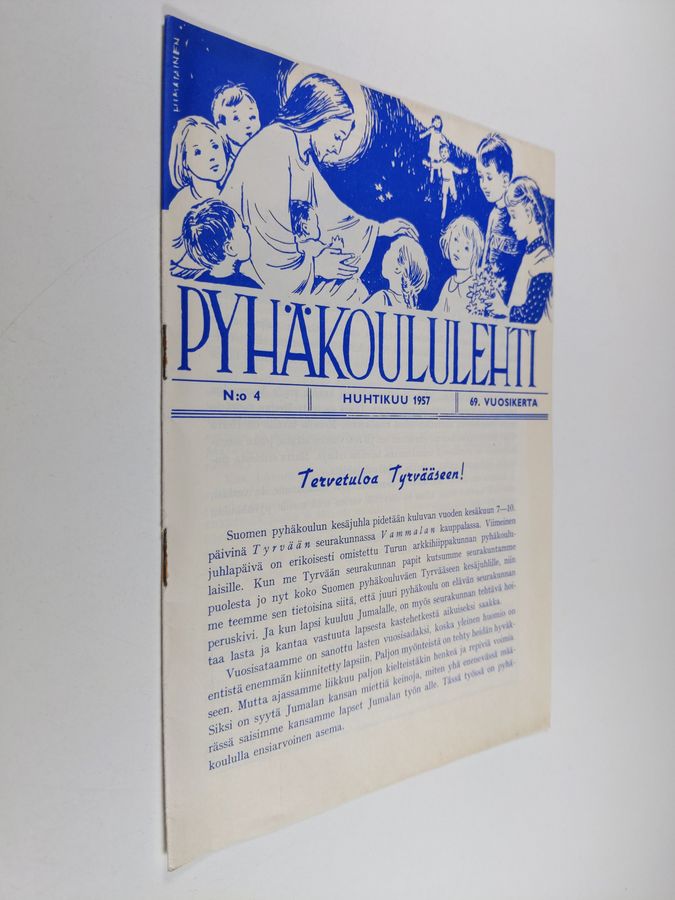 HIMAMINEN
PYHÄKOULULEHTI
N:o 4
HUHTIKUU 1957
69. VUOSIKERTA
Tervetuloa Tyrvääseen!
Suomen pyhäkoulun kesäjuhla pidetään kuluvan vuoden kesäkuun 7—10.
päivinä Tyrvään seurakunnassa Vammalan kauppalassa. Viimeinen
juhlapäivä on erikoisesti omistettu Turun arkkihiippakunnan pyhäkoulu-
laisille. Kun me Tyrvään seurakunnan papit kutsumme seurakuntamme
puolesta jo nyt koko Suomen pyhäkouluväen Tyrvääseen kesäjuhlille, niin
me teemme sen tietoisina siitä, että juuri pyhäkoulu on elävän seurakunnan
peruskivi. Ja kun lapsi kuuluu Jumalalle, on myös seurakunnan tehtävä hoi-
taa lasta ja kantaa vastuuta lapsesta kastehetkestä aikuiseksi saakka.
Vuosisataamme on sanottu lasten vuosisadaksi, koska yleinen huomio on
entistä enemmän kiinnitetty lapsiin. Paljon myönteistä on tehty heidän hyväk-
seen. Mutta ajassamme liikkuu paljon kielteistäkin henkeä ja repiviä voimia
Siksi on syytä Jumalan kansan miettiä keinoja, miten yhä enenevässä mää-
rässä saisimme kansamme lapset Jumalan työn alle. Tässä työssä on pyhä-
koululla ensiarvoinen asema.